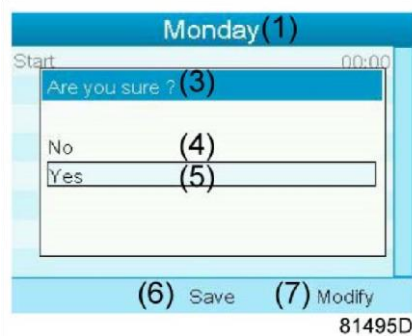 Monday(1)
Start 00:00
Are you sure ?(3)
No (4)
Yes (5)
(6) Save (7) Modify
81495D